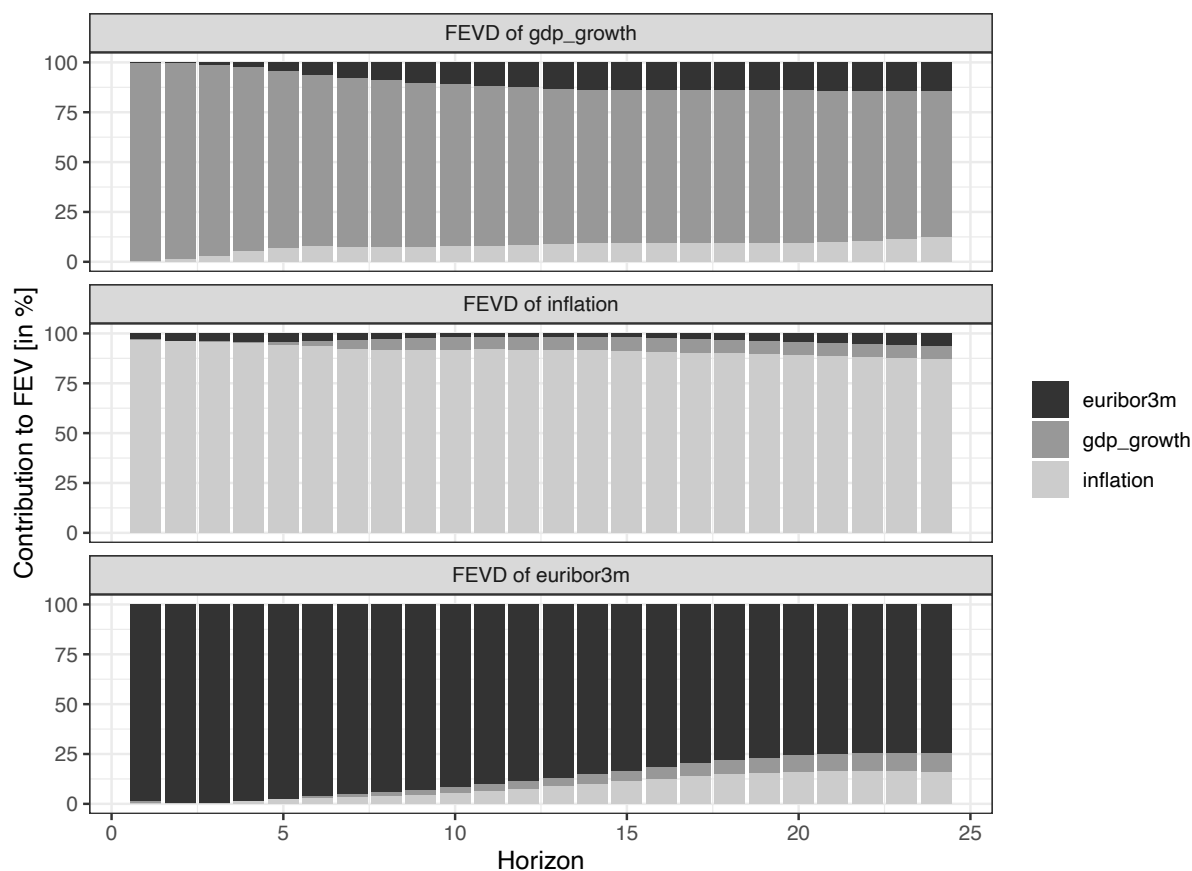 FEVD of gdp_growth
100
75
50
25
0
FEVD of inflation
100
75
50
25
0
FEVD of euribor3m
100
75
50
25
0
0 5 10 15 20 25
Horizon
Contribution to FEV [in %]
euribor3m
gdp_growth
inflation